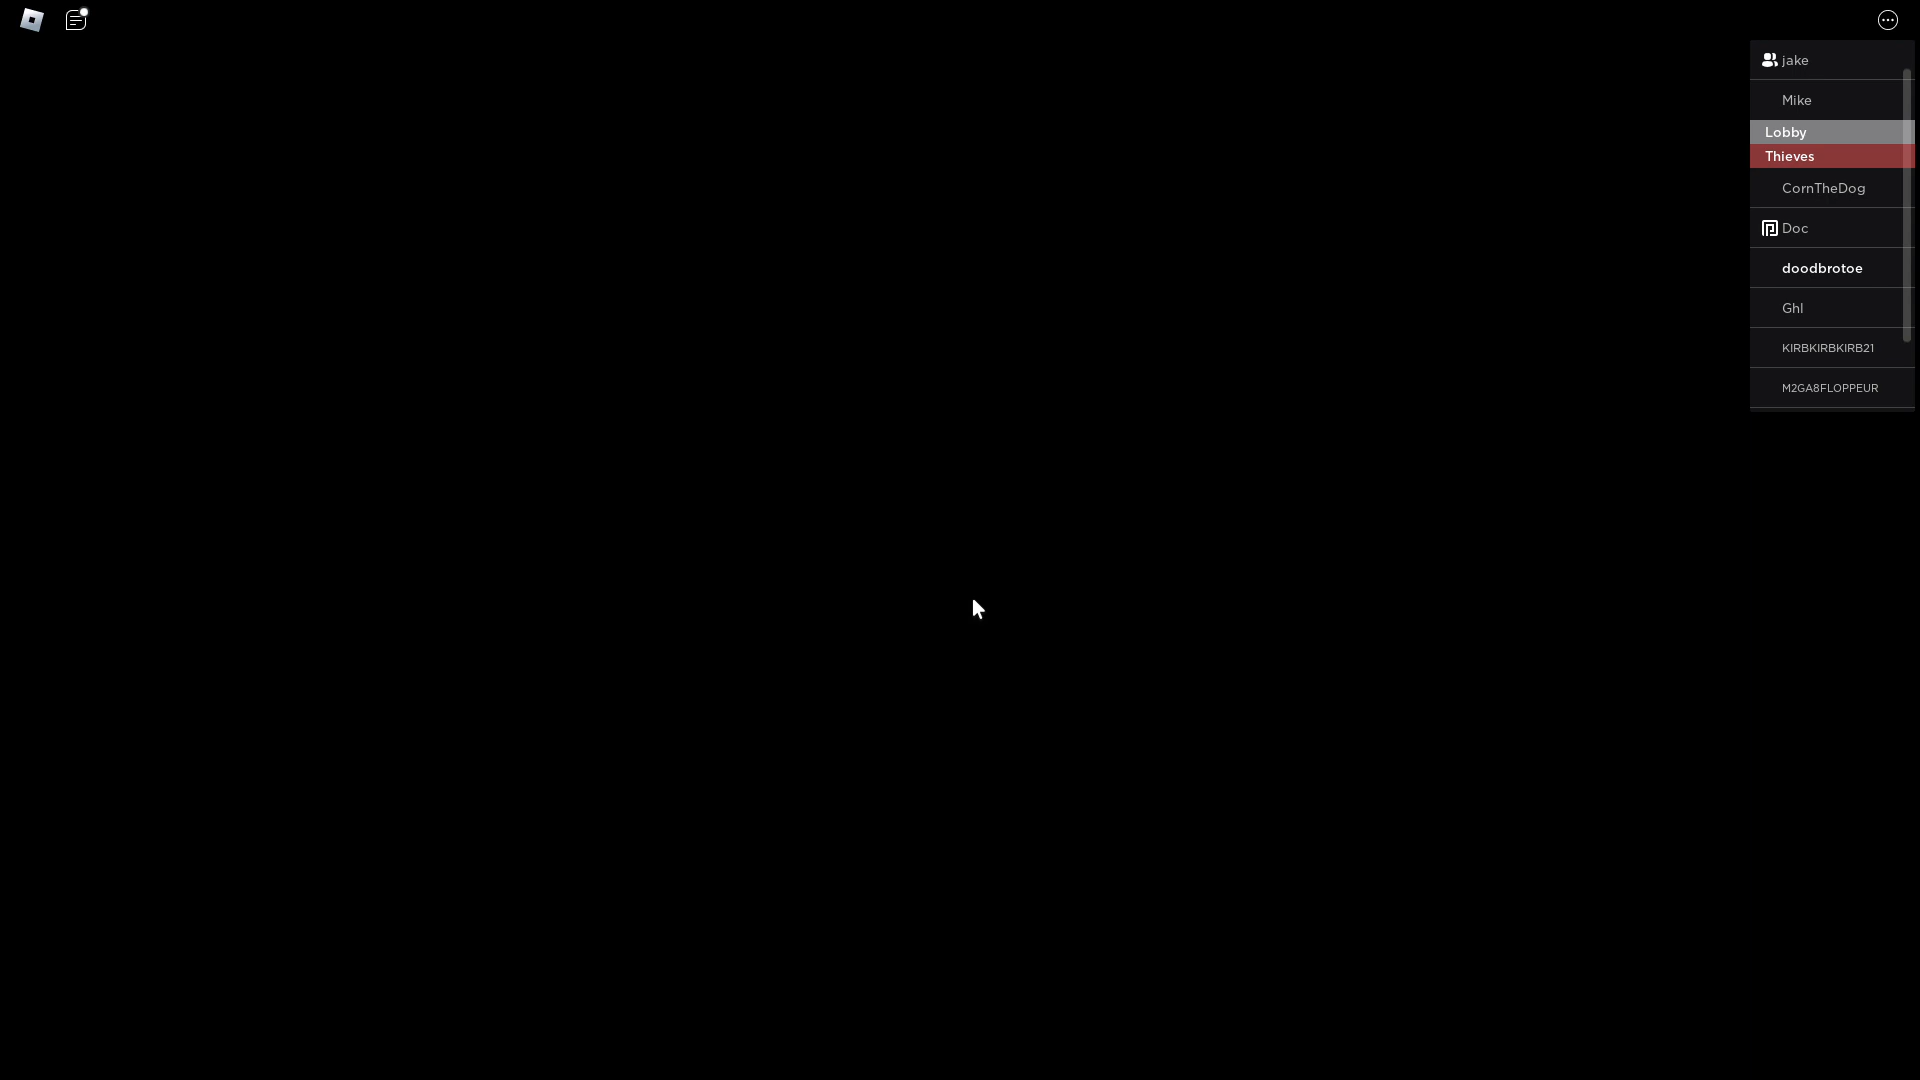 jake
Mike
Lobby
Thieves
CornTheDog
Doc
doodbrotoe
Ghl
KIRBKIRBKIRB21
M2GA8FLOPPEUR